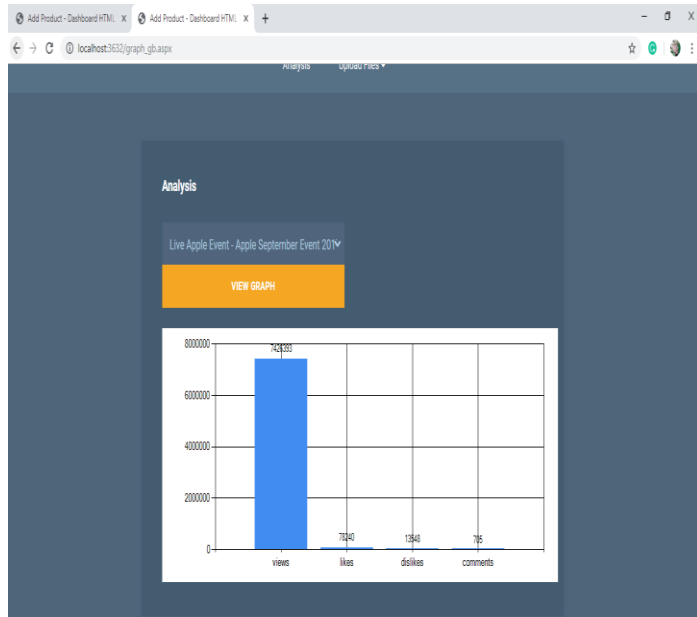 Add Product - Dashboard HTML X
Add Product - Dashboard HTML X
localhost:3632/graph_gb.aspx
Analysis Upload Files
Analysis
Live Apple Event - Apple September Event 201
VIEW GRAPH
8000000
7426393
6000000
4000000
2000000
78240 13548 705
0
views likes dislikes comments